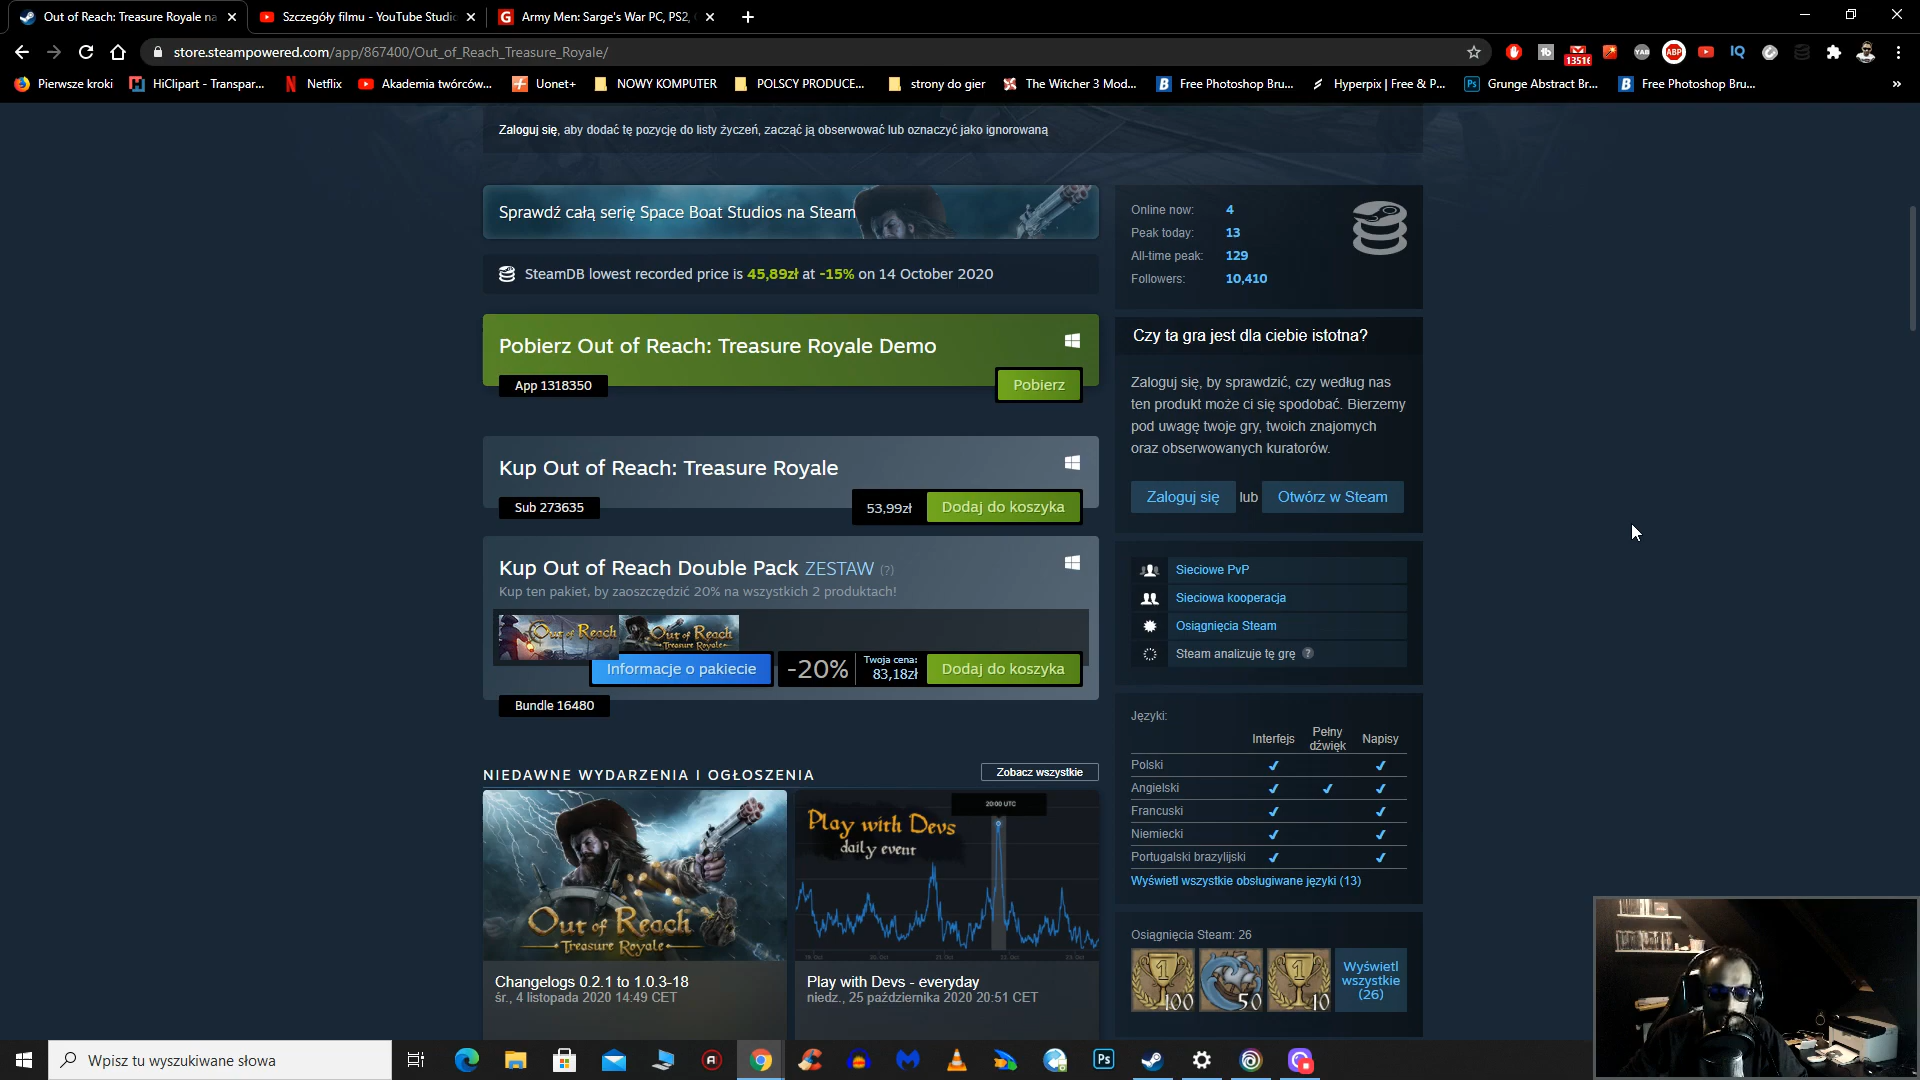 Out of Reach: Treasure Royale na
Szczegóły filmu - YouTube Studio
Army Men: Sarge's War PC, PS2,
store.steampowered.com/app/867400/Out_of_Reach_Treasure_Royale/
Pierwsze kroki
HiClipart - Transpar...
Netflix
Akademia twórców...
Uonet+
NOWY KOMPUTER
POLSCY PRODUCE...
strony do gier
The Witcher 3 Mod...
Free Photoshop Bru...
Hyperpix | Free & P...
Grunge Abstract Br...
Free Photoshop Bru...
Zaloguj się, aby dodać tę pozycję do listy życzeń, zacząć ją obserwować lub oznaczyć jako ignorowaną
Sprawdź całą serię Space Boat Studios na Steam
SteamDB lowest recorded price is 45,89zł at -15% on 14 October 2020
Pobierz Out of Reach: Treasure Royale Demo
App 1318350
Pobierz
Kup Out of Reach: Treasure Royale
Sub 273635
53,99zł
Dodaj do koszyka
Kup Out of Reach Double Pack ZESTAW (?)
Kup ten pakiet, by zaoszczędzić 20% na wszystkich 2 produktach!
Out of Reach
Out of Reach
Treasure Royale
Informacje o pakiecie
-20%
Twoja cena:
83,18zł
Dodaj do koszyka
Bundle 16480
NIEDAWNE WYDARZENIA I OGŁOSZENIA
Zobacz wszystkie
Out of Reach
Treasure Royale
Changelogs 0.2.1 to 1.0.3-18
śr., 4 listopada 2020 14:49 CET
20:00 UTC
Play with Devs
daily event
Play with Devs - everyday
niedz., 25 października 2020 20:51 CET
Online now: 4
Peak today: 13
All-time peak: 129
Followers: 10,410
Czy ta gra jest dla ciebie istotna?
Zaloguj się, by sprawdzić, czy według nas
ten produkt może ci się spodobać. Bierzemy
pod uwagę twoje gry, twoich znajomych
oraz obserwowanych kuratorów.
Zaloguj się lub Otwórz w Steam
Sieciowe PvP
Sieciowa kooperacja
Osiągnięcia Steam
Steam analizuje tę grę ?
Języki:
Interfejs
Pełny
dźwięk
Napisy
Polski
Angielski
Francuski
Niemiecki
Portugalski brazylijski
Wyświetl wszystkie obsługiwane języki (13)
Osiągnięcia Steam: 26
1
100
50
1
10
Wyświetl
wszystkie
(26)
Wpisz tu wyszukiwane słowa